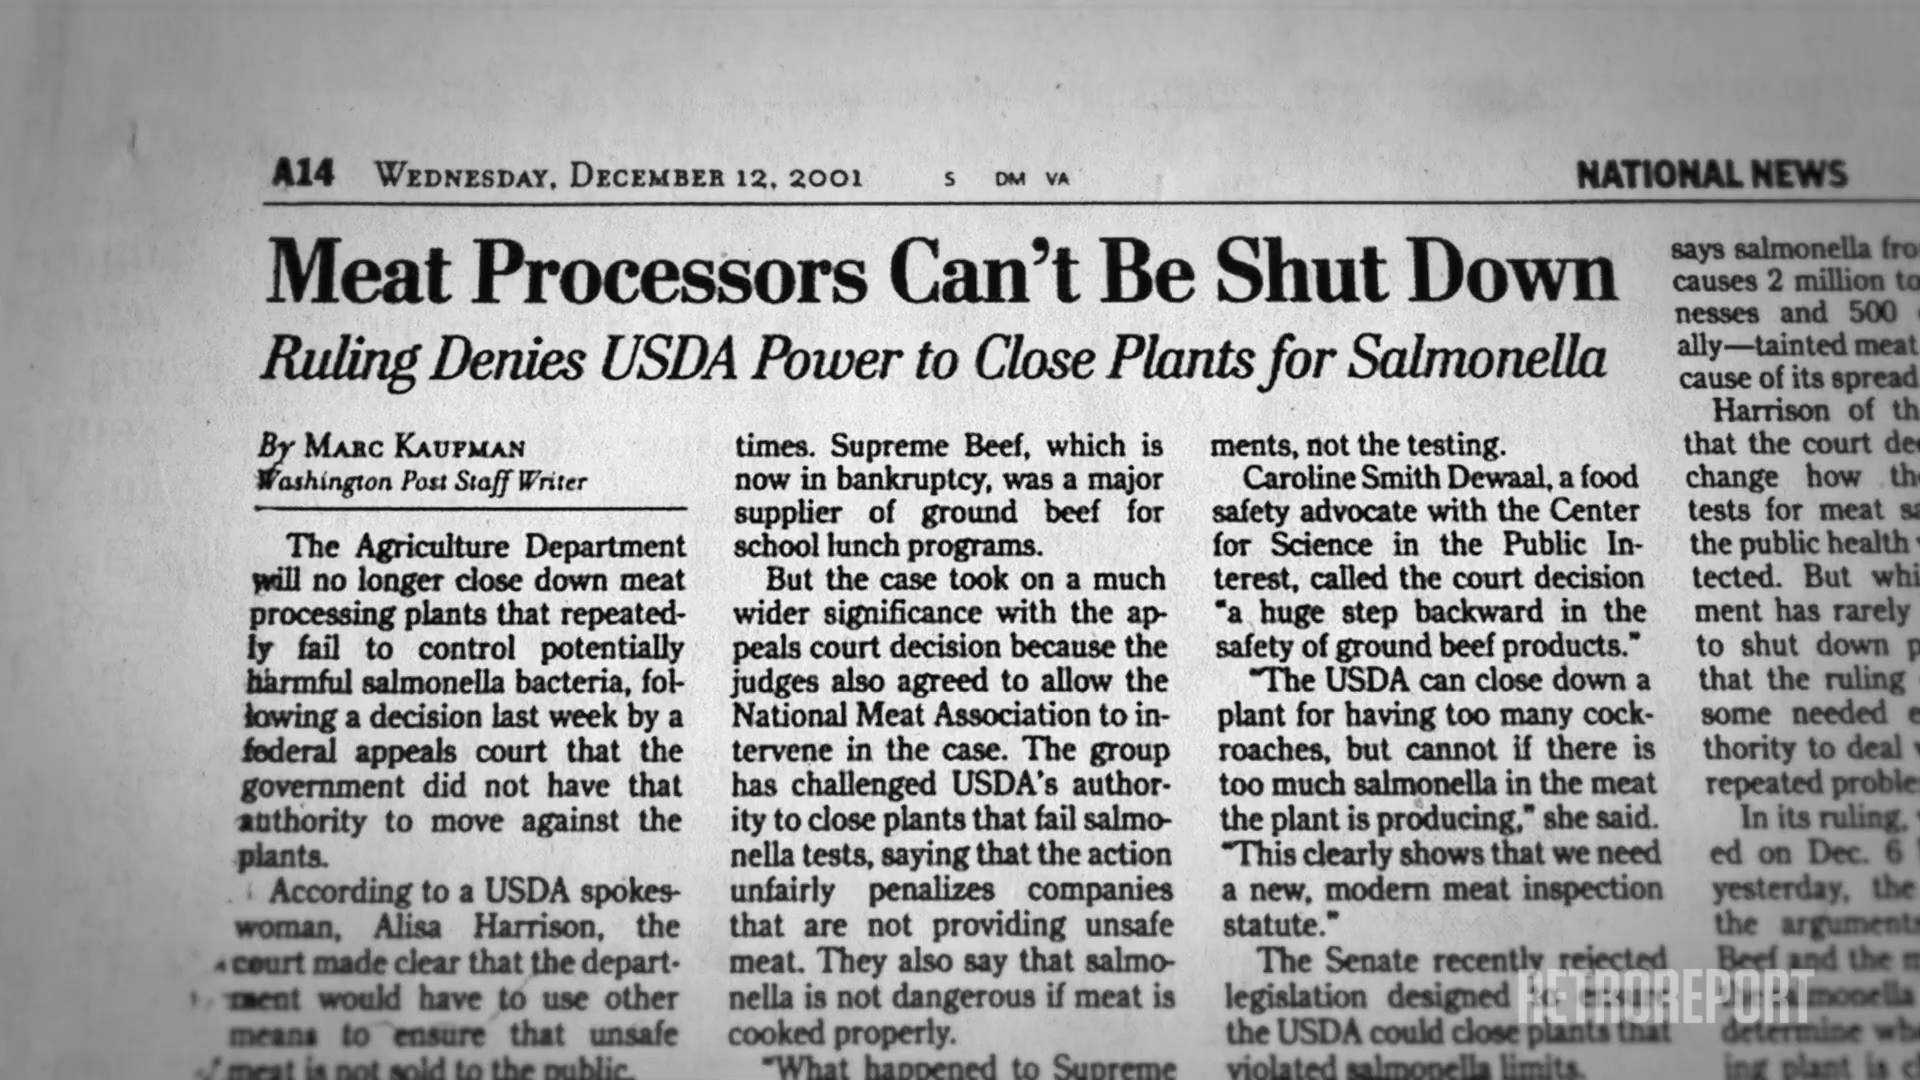 A14 WEDNESDAY, DECEMBER 12, 2001 S DM VA NATIONAL NEWS
Meat Processors Can't Be Shut Down
Ruling Denies USDA Power to Close Plants for Salmonella
By MARC KAUFMAN
Washington Post Staff Writer
The Agriculture Department
will no longer close down meat
processing plants that repeated-
ly fail to control potentially
harmful salmonella bacteria, fol-
lowing a decision last week by a
federal appeals court that the
government did not have that
authority to move against the
plants.
According to a USDA spokes-
woman, Alisa Harrison, the
court made clear that the depart-
ment would have to use other
means to ensure that unsafe
meat is not sold to the public.
times. Supreme Beef, which is
now in bankruptcy, was a major
supplier of ground beef for
school lunch programs.
But the case took on a much
wider significance with the ap-
peals court decision because the
judges also agreed to allow the
National Meat Association to in-
tervene in the case. The group
has challenged USDA's author-
ity to close plants that fail salmo-
nella tests, saying that the action
unfairly penalizes companies
that are not providing unsafe
meat. They also say that salmo-
nella is not dangerous if meat is
cooked properly.
"What happened to Supreme
ments, not the testing.
Caroline Smith Dewaal, a food
safety advocate with the Center
for Science in the Public In-
terest, called the court decision
"a huge step backward in the
safety of ground beef products."
"The USDA can close down a
plant for having too many cock-
roaches, but cannot if there is
too much salmonella in the meat
the plant is producing," she said.
"This clearly shows that we need
a new, modern meat inspection
statute."
The Senate recently rejected
legislation designed to ensure
the USDA could close plants that
violated salmonella limits.
says salmonella fro
causes 2 million to
nesses and 500
ally—tainted meat
cause of its spread
Harrison of th
that the court de
change how th
tests for meat sa
the public health
tected. But whi
ment has rarely
to shut down p
that the ruling
some needed e
thority to deal
repeated proble
In its ruling,
ed on Dec. 6
yesterday, the
the arguments
Beef and the m
salmonella
determine whe
ing plant is c
RETROREPORT